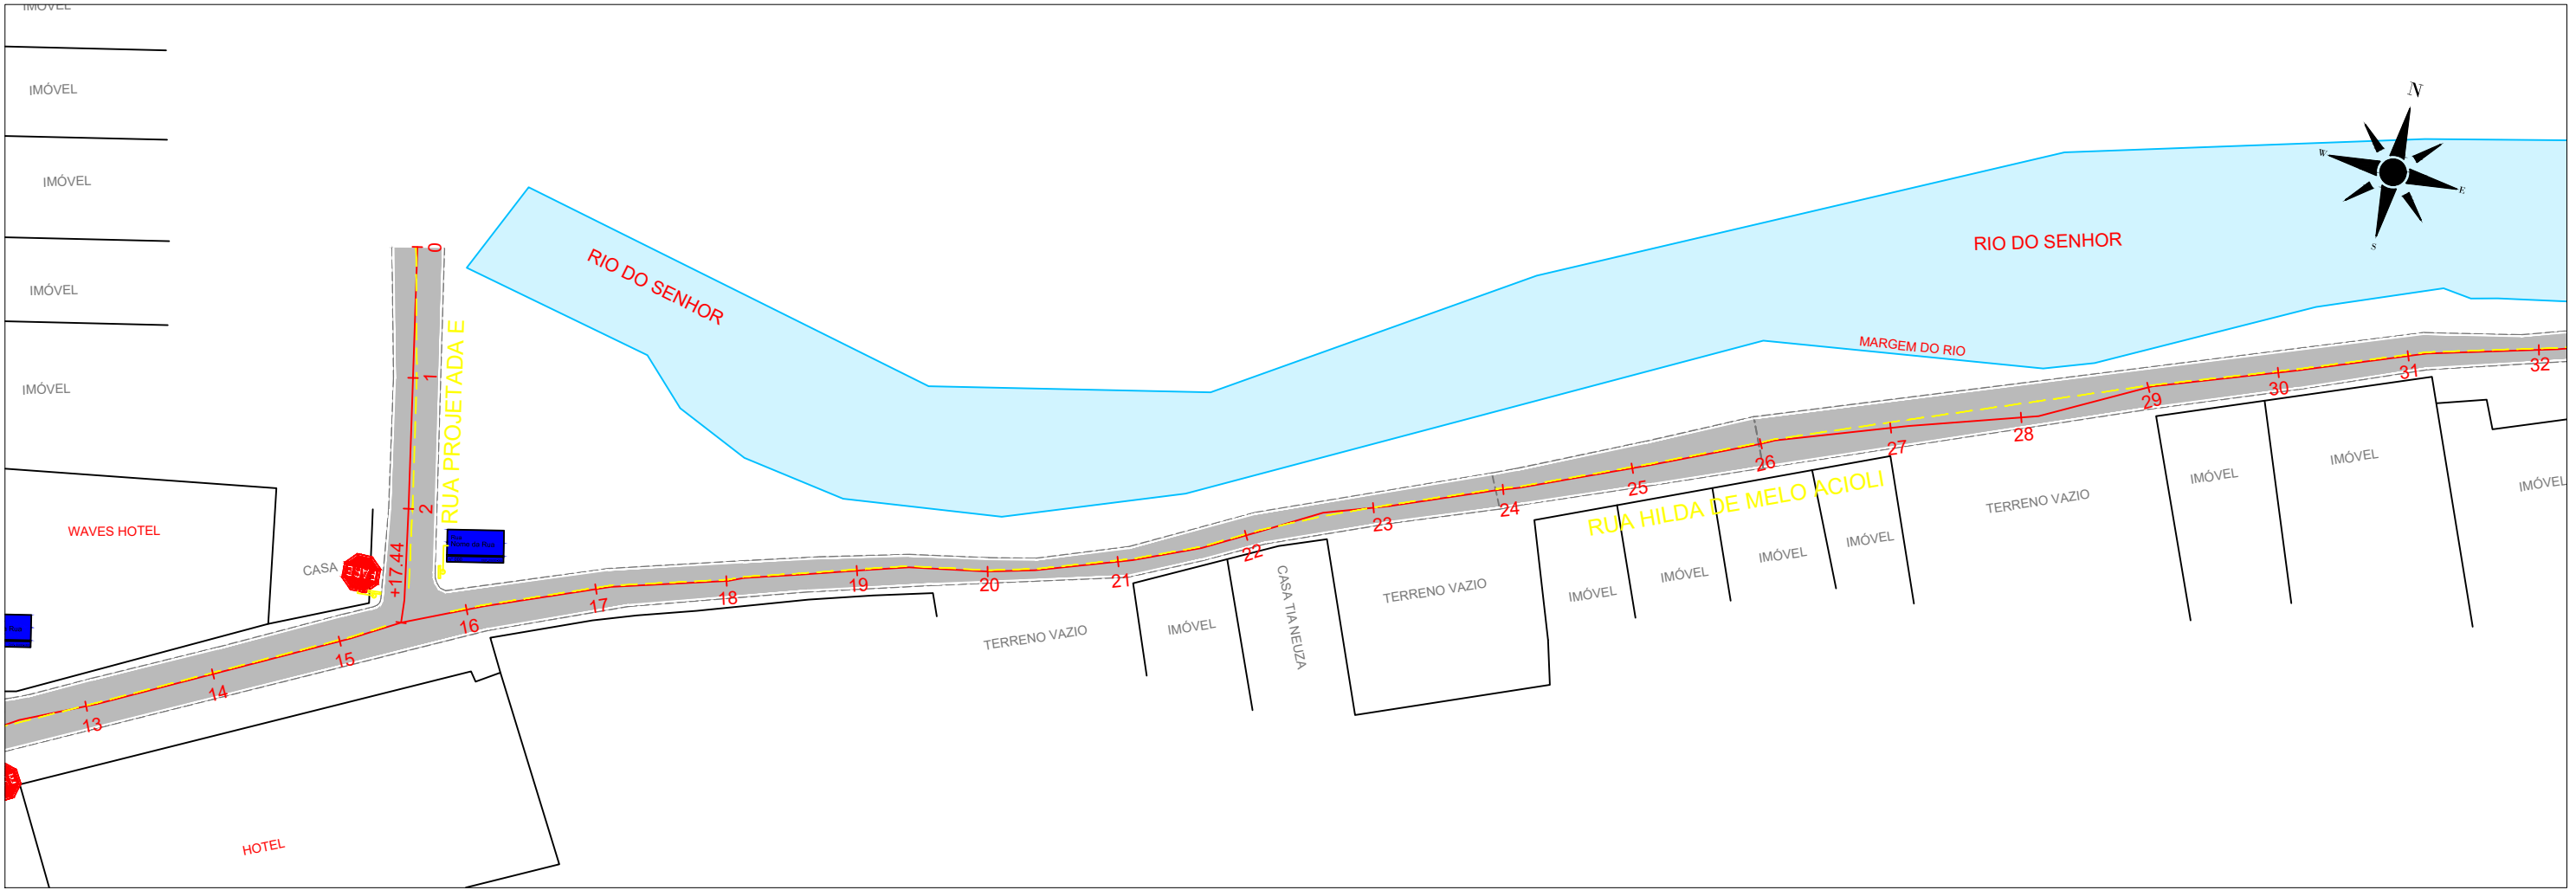 IMÓVEL
IMÓVEL
IMÓVEL
IMÓVEL
IMÓVEL
WAVES HOTEL
CASA
PARE
HOTEL
RUA PROJETADA E
0
1
2
+17.44
RIO DO SENHOR
RIO DO SENHOR
MARGEM DO RIO
N
W
E
S
13
14
15
16
17
18
19
20
21
22
23
24
25
26
27
28
29
30
31
32
RUA HILDA DE MELO ACIOLI
TERRENO VAZIO
IMÓVEL
CASA TIA NEUZA
TERRENO VAZIO
IMÓVEL
IMÓVEL
IMÓVEL
IMÓVEL
TERRENO VAZIO
IMÓVEL
IMÓVEL
IMÓVEL